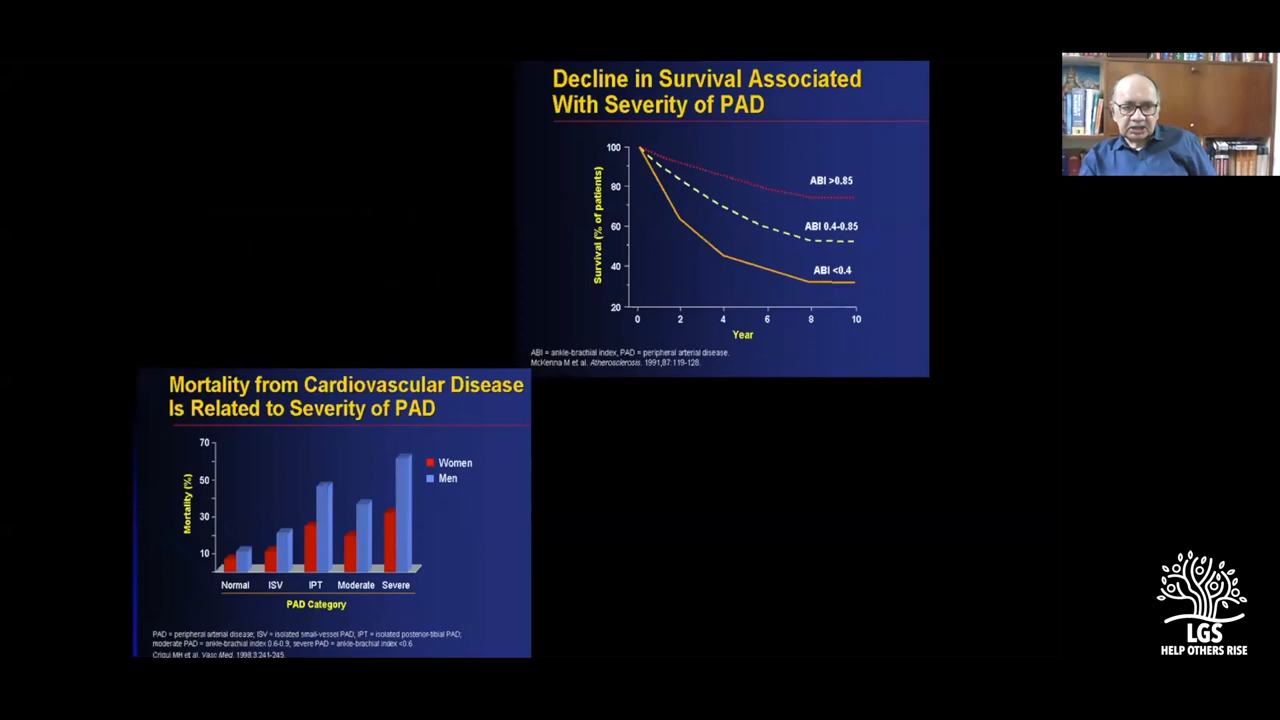 Decline in Survival Associated
With Severity of PAD
100
80
60
40
20
Survival (% of patients)
ABI >0.85
ABI 0.4-0.85
ABI <0.4
0 2 4 6 8 10
Year
ABI = ankle-brachial index, PAD = peripheral arterial disease.
McKenna M et al. Atherosclerosis. 1991;87:119-128.
Mortality from Cardiovascular Disease
Is Related to Severity of PAD
70
50
30
10
Mortality (%)
Women
Men
Normal ISV IPT Moderate Severe
PAD Category
PAD = peripheral arterial disease; ISV = isolated small-vessel PAD, IPT = isolated posterior-tibial PAD;
moderate PAD = ankle-brachial index 0.6-0.9; severe PAD = ankle-brachial index <0.6.
Criqui MH et al. Vasc Med. 1998;3:241-245.
LGS
HELP OTHERS RISE